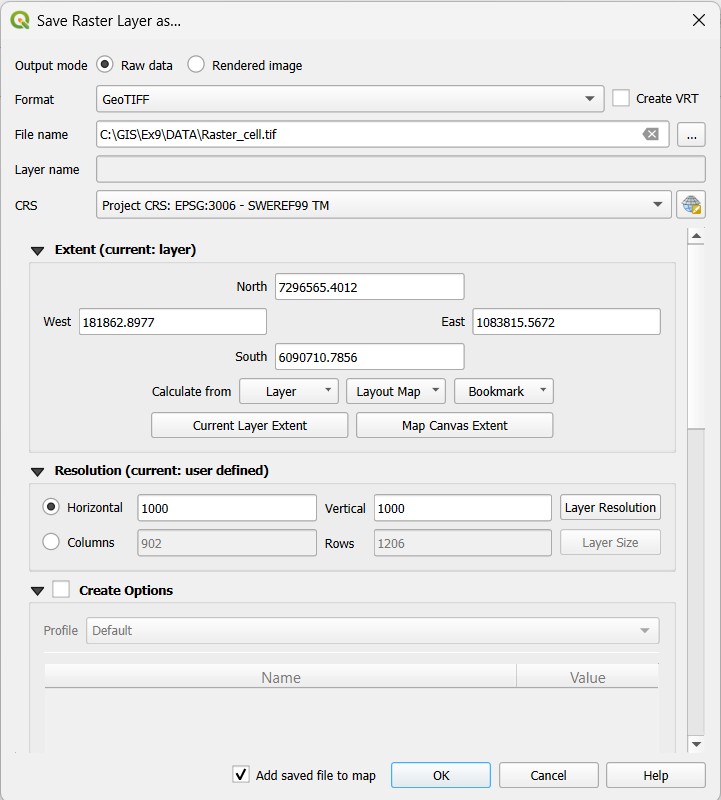 Save Raster Layer as...
Output mode Raw data Rendered image
Format GeoTIFF Create VRT
File name C:\GIS\Ex9\DATA\Raster_cell.tif ...
Layer name
CRS Project CRS: EPSG:3006 - SWEREF99 TM
Extent (current: layer)
North 7296565.4012
West 181862.8977 East 1083815.5672
South 6090710.7856
Calculate from Layer Layout Map Bookmark
Current Layer Extent Map Canvas Extent
Resolution (current: user defined)
Horizontal 1000 Vertical 1000 Layer Resolution
Columns 902 Rows 1206 Layer Size
Create Options
Profile Default
Name Value
Add saved file to map OK Cancel Help